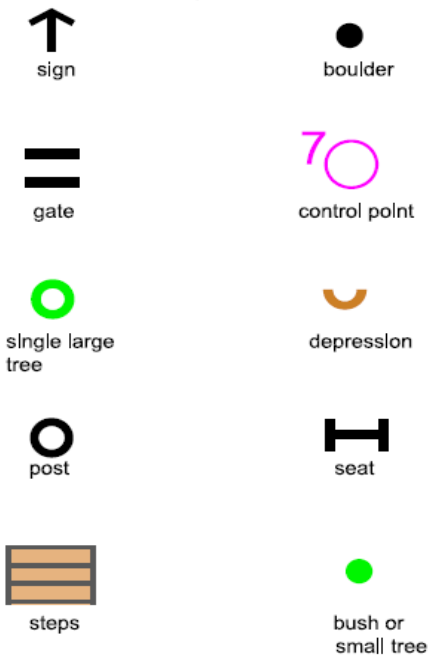 sign
boulder
gate
7
control point
single large
tree
depression
post
seat
steps
bush or
small tree